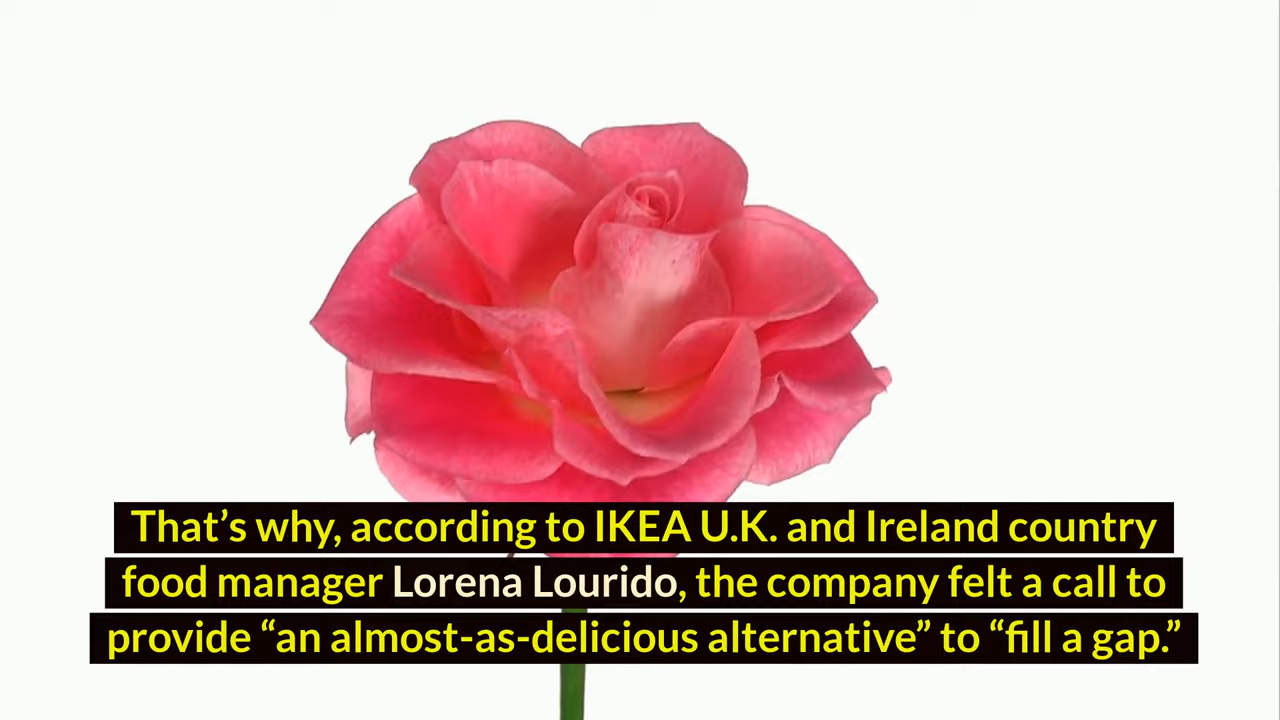 That’s why, according to IKEA U.K. and Ireland country
food manager Lorena Lourido, the company felt a call to
provide “an almost-as-delicious alternative” to “fill a gap.”